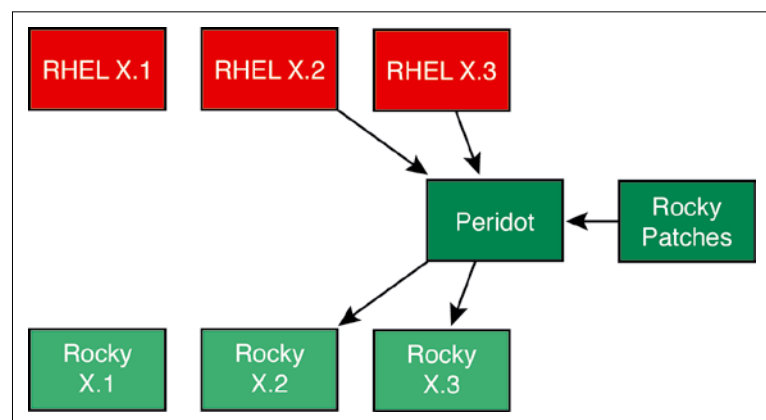 RHEL X.1
RHEL X.2
RHEL X.3
Peridot
Rocky
Patches
Rocky
X.1
Rocky
X.2
Rocky
X.3